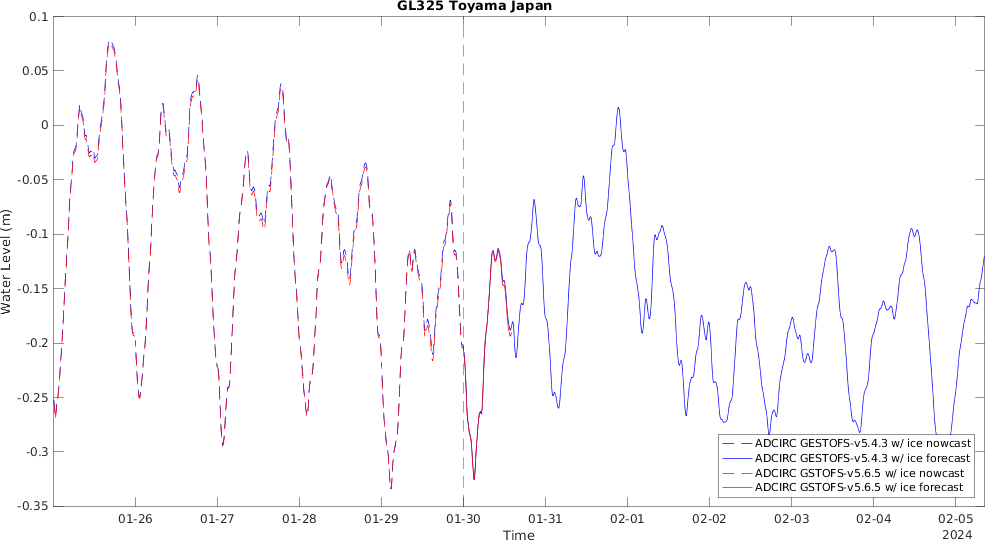 GL325 Toyama Japan
0.1
0.05
0
-0.05
-0.1
-0.15
-0.2
-0.25
-0.3
-0.35
Water Level (m)
ADCIRC GESTOFS-v5.4.3 w/ ice nowcast
ADCIRC GESTOFS-v5.4.3 w/ ice forecast
ADCIRC GSTOFS-v5.6.5 w/ ice nowcast
ADCIRC GSTOFS-v5.6.5 w/ ice forecast
01-26 01-27 01-28 01-29 01-30 01-31 02-01 02-02 02-03 02-04 02-05
Time
2024